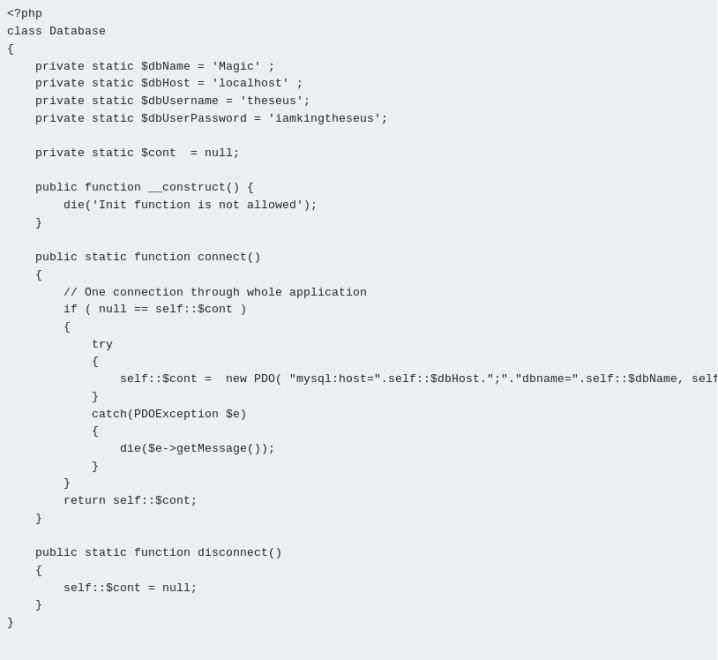 <?php
class Database
{
    private static $dbName = 'Magic' ;
    private static $dbHost = 'localhost' ;
    private static $dbUsername = 'theseus';
    private static $dbUserPassword = 'iamkingtheseus';

    private static $cont  = null;

    public function __construct() {
        die('Init function is not allowed');
    }

    public static function connect()
    {
        // One connection through whole application
        if ( null == self::$cont )
        {
            try
            {
                self::$cont =  new PDO( "mysql:host=".self::$dbHost.";"."dbname=".self::$dbName, self
            }
            catch(PDOException $e)
            {
                die($e->getMessage());
            }
        }
        return self::$cont;
    }

    public static function disconnect()
    {
        self::$cont = null;
    }
}